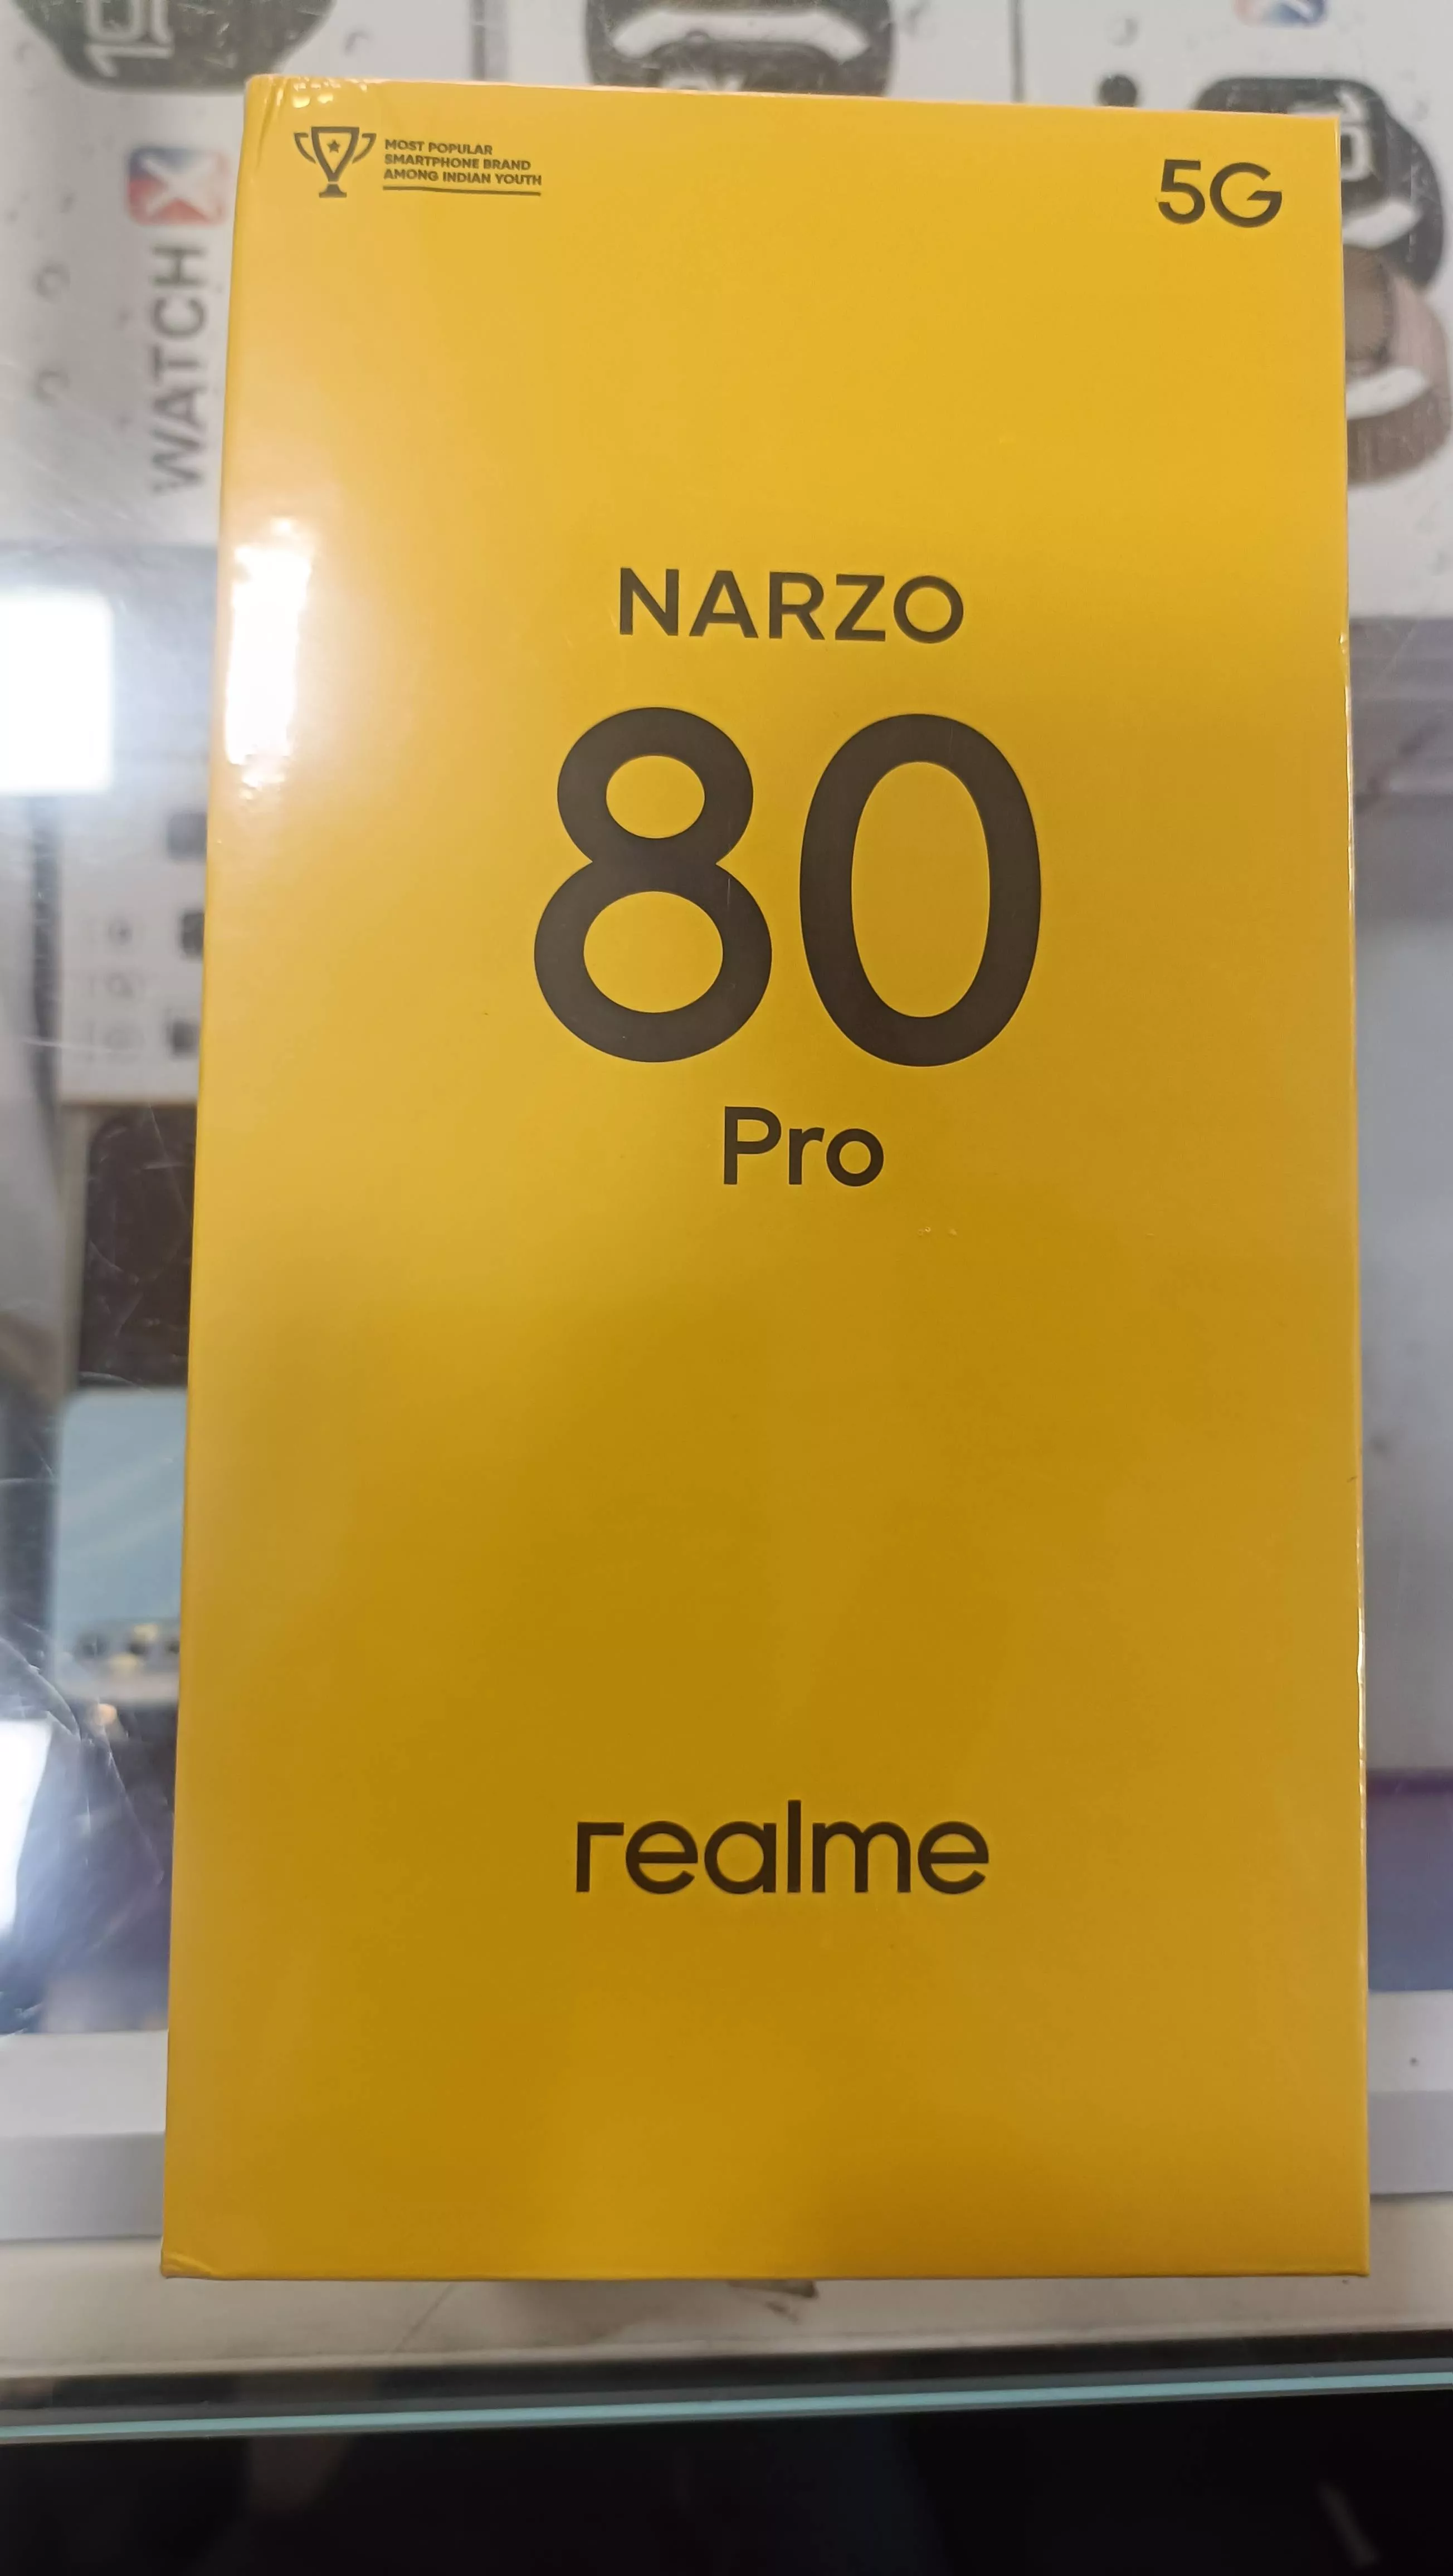 MOST POPULAR
SMARTPHONE BRAND
AMONG INDIAN YOUTH
5G
NARZO
80
Pro
realme
WATCH X